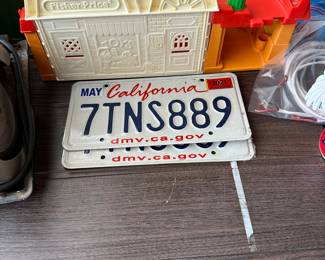 Fisher-Price
MAY California
7TNS889
dmv.ca.gov
dmv.ca.gov